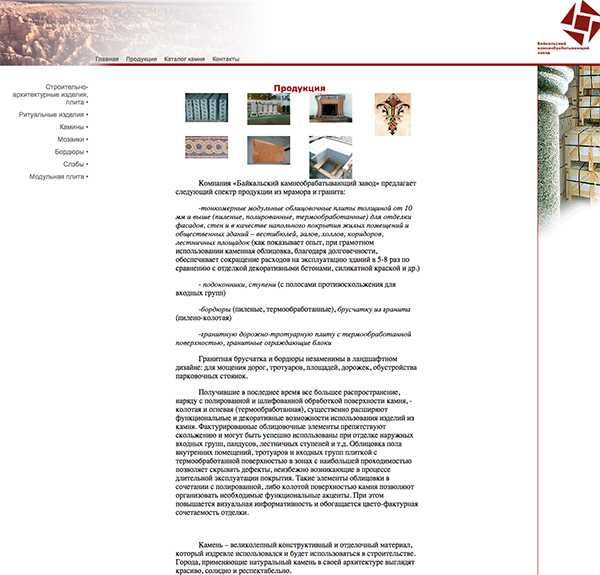 Байкальский
камнеобрабатывающий
завод
Главная Продукция Каталог камня Контакты
Строительно-
архитектурные изделия,
плита •
Ритуальные изделия •
Камины •
Мозаики •
Бордюры •
Слэбы •
Модульная плита •
Продукция
Компания «Байкальский камнеобрабатывающий завод» предлагает
следующий спектр продукции из мрамора и гранита:
-тонкомерные модульные облицовочные плиты толщиной от 10
мм и выше (пиленые, полированные, термообработанные) для отделки
фасадов, стен и в качестве напольного покрытия жилых помещений и
общественных зданий – вестибюлей, залов, холлов, коридоров,
лестничных площадок (как показывает опыт, при грамотном
использовании каменная облицовка, благодаря долговечности,
обеспечивает сокращение расходов на эксплуатацию зданий в 5-8 раз по
сравнению с отделкой декоративными бетонами, силикатной краской и др.)
- подоконники, ступени (с полосами противоскольжения для
входных групп)
-бордюры (пиленые, термообработанные), брусчатку из гранита
(пилено-колотая)
-гранитную дорожно-тротуарную плиту с термообработанной
поверхностью, гранитные ограждающие блоки
Гранитная брусчатка и бордюры незаменимы в ландшафтном
дизайне: для мощения дорог, тротуаров, площадей, дорожек, обустройства
парковочных стоянок.
Получившие в последнее время все большее распространение,
наряду с полированной и шлифованной обработкой поверхности камня, -
колотая и огневая (термообработанная), существенно расширяют
функциональные и декоративные возможности использования изделий из
камня. Фактурированные облицовочные элементы препятствуют
скольжению и могут быть успешно использованы при отделке наружных
входных групп, пандусов, лестничных ступеней и т.д. Облицовка пола
внутренних помещений, тротуаров и входных групп плиткой с
термообработанной поверхностью в зонах с наибольшей проходимостью
позволяет скрывать дефекты, неизбежно возникающие в процессе
длительной эксплуатации покрытия. Такие элементы облицовки в
сочетании с полированной, либо колотой поверхностью камня позволяют
организовать необходимые функциональные акценты. При этом
повышается визуальная информативность и обогащается цвето-фактурная
сочетаемость отделки.
Камень – великолепный конструктивный и отделочный материал,
который издревле использовался и будет использоваться в строительстве.
Города, применяющие натуральный камень в своей архитектуре выглядят
красиво, солидно и респектабельно.